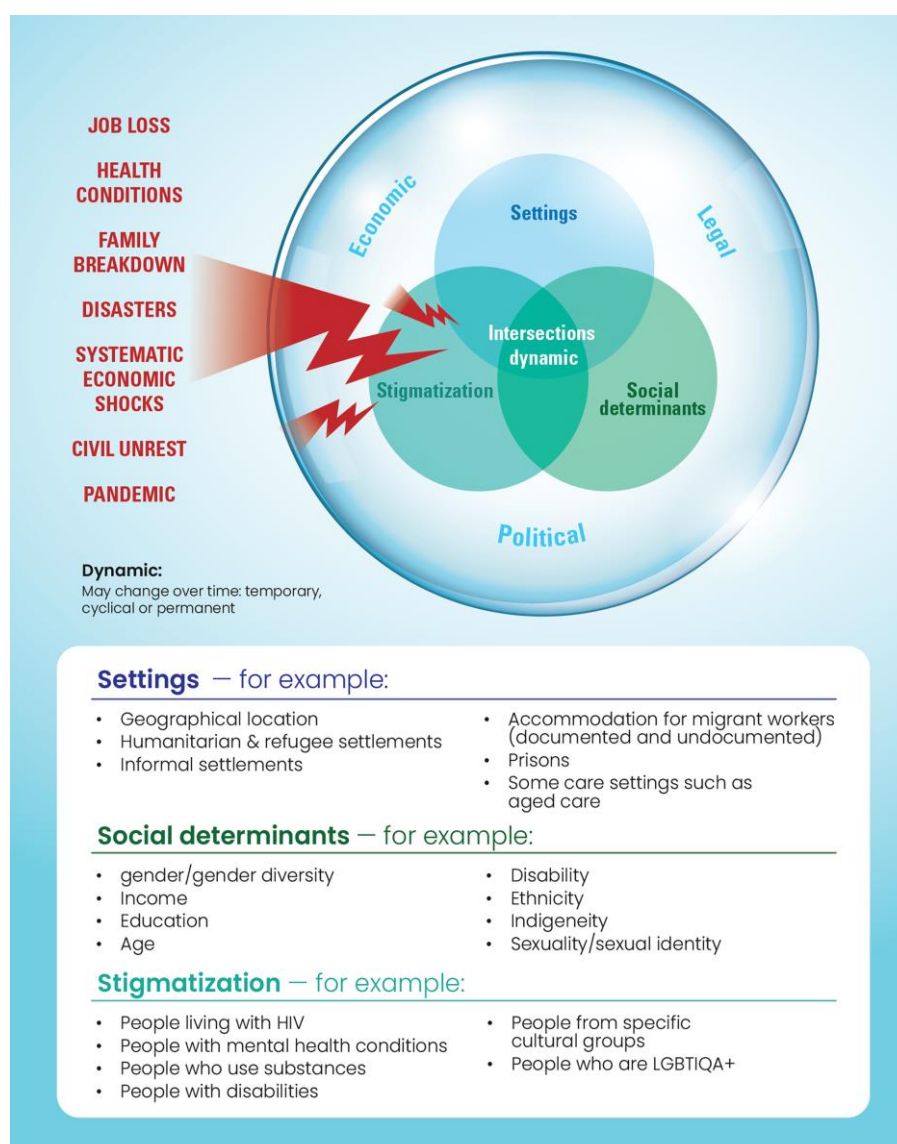 JOB LOSS
HEALTH
CONDITIONS
FAMILY
BREAKDOWN
DISASTERS
SYSTEMATIC
ECONOMIC
SHOCKS
CIVIL UNREST
PANDEMIC
Economic
Legal
Political
Settings
Intersections
dynamic
Stigmatization
Social
determinants
Dynamic:
May change over time: temporary,
cyclical or permanent
Settings — for example:
• Geographical location
• Humanitarian & refugee settlements
• Informal settlements
• Accommodation for migrant workers
(documented and undocumented)
• Prisons
• Some care settings such as
aged care
Social determinants — for example:
• gender/gender diversity
• Income
• Education
• Age
• Disability
• Ethnicity
• Indigeneity
• Sexuality/sexual identity
Stigmatization — for example:
• People living with HIV
• People with mental health conditions
• People who use substances
• People with disabilities
• People from specific
cultural groups
• People who are LGBTIQA+